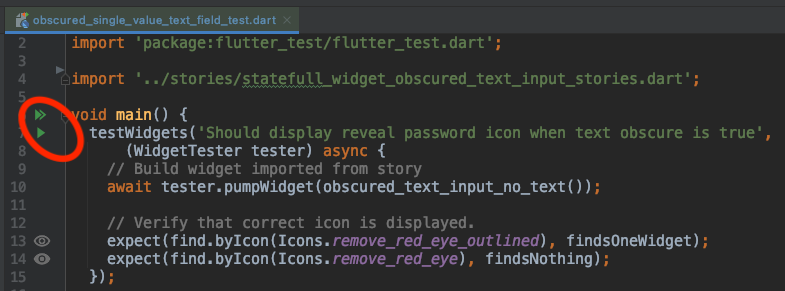 obscured_single_value_text_field_test.dart
2 import 'package:flutter_test/flutter_test.dart';
3
4 import '../stories/statefull_widget_obscured_text_input_stories.dart';
5
void main() {
7 testWidgets('Should display reveal password icon when text obscure is true',
8 (WidgetTester tester) async {
9 // Build widget imported from story
10 await tester.pumpWidget(obscured_text_input_no_text());
11
12 // Verify that correct icon is displayed.
13 expect(find.byIcon(Icons.remove_red_eye_outlined), findsOneWidget);
14 expect(find.byIcon(Icons.remove_red_eye), findsNothing);
15 });